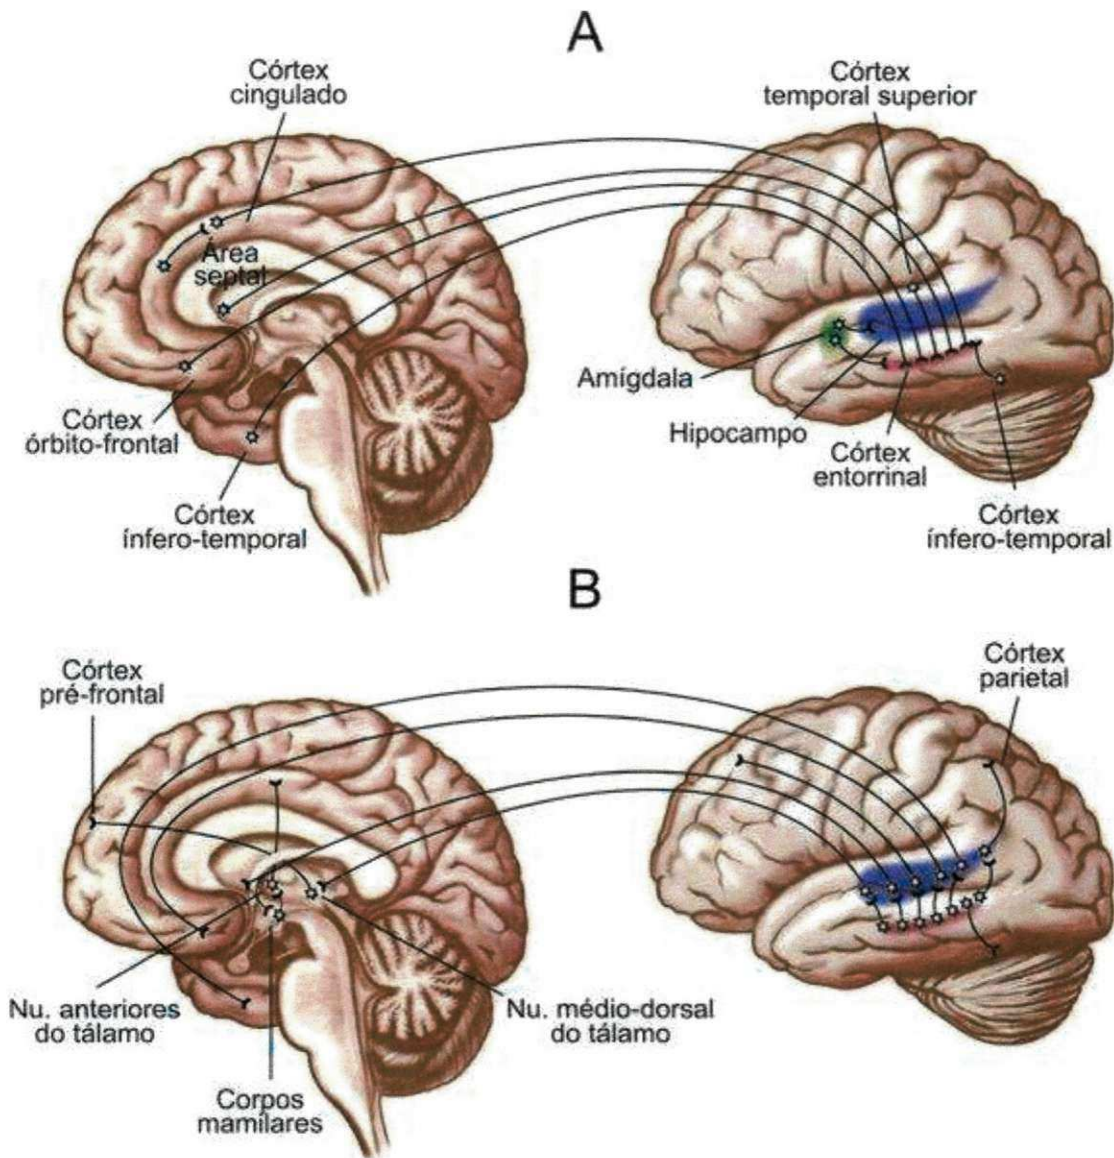 A
Córtex
cingulado
Córtex
temporal superior
Área
septal
Amígdala
Hipocampo
Córtex
entorrinal
Córtex
órbito-frontal
Córtex
ínfero-temporal
Córtex
ínfero-temporal
B
Córtex
pré-frontal
Córtex
parietal
Nu. anteriores
do tálamo
Nu. médio-dorsal
do tálamo
Corpos
mamilares